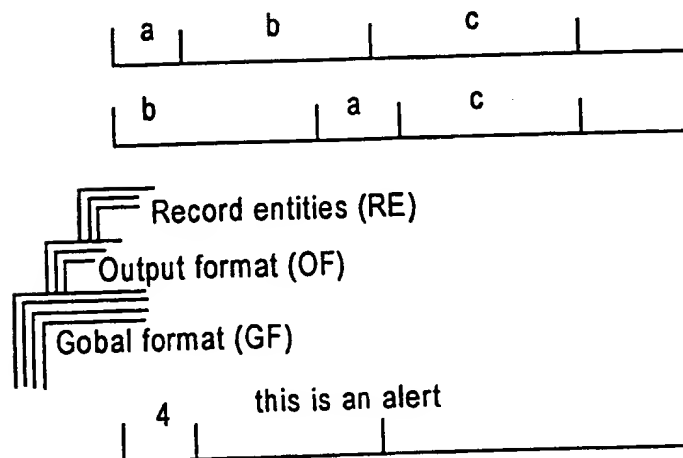 a b c
b a c
Record entities (RE)
Output format (OF)
Gobal format (GF)
4 this is an alert